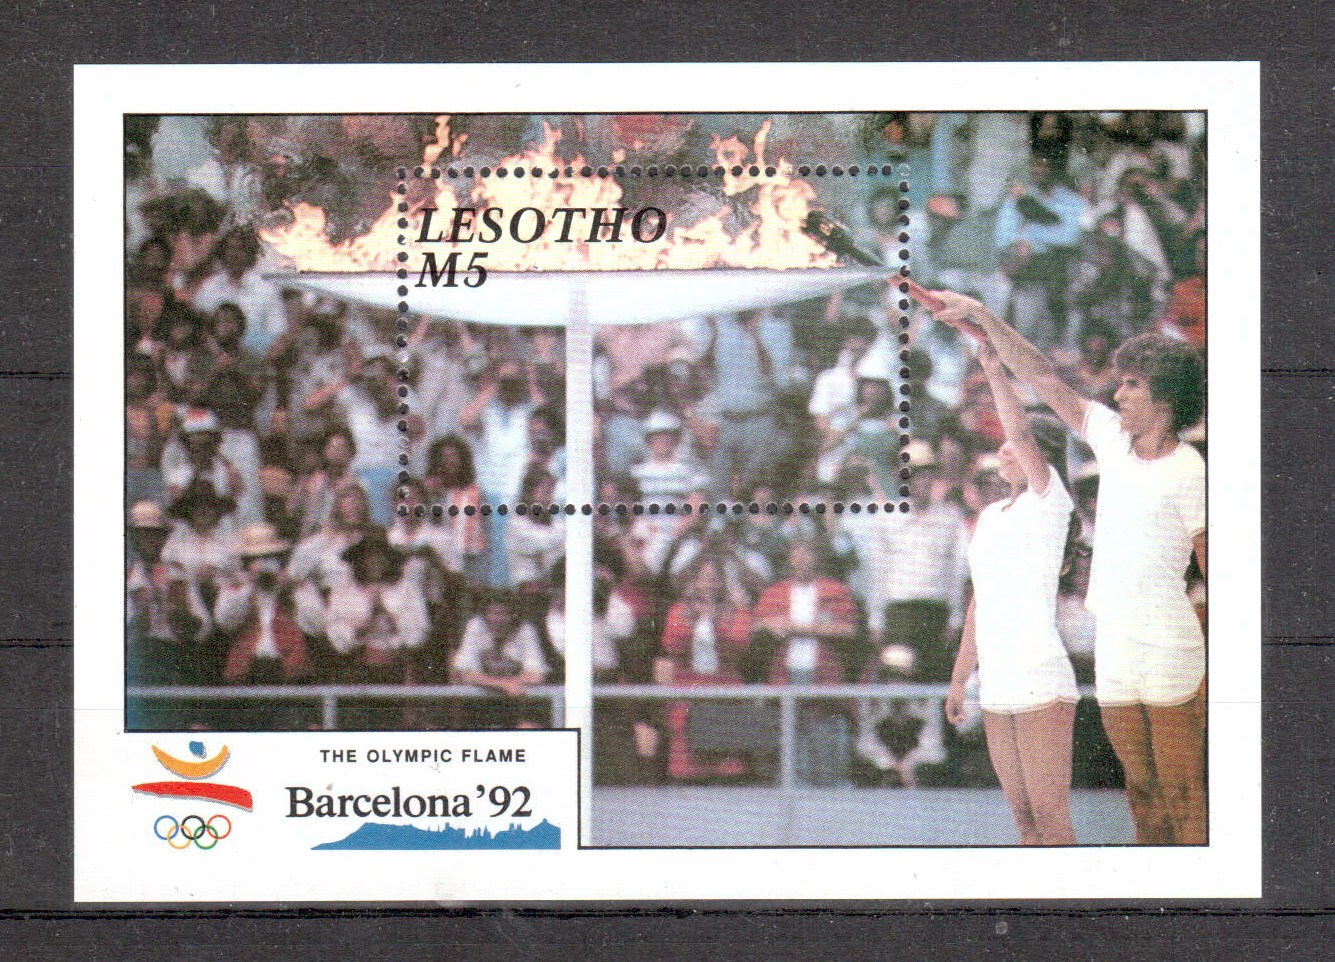 LESOTHO
M5
THE OLYMPIC FLAME
Barcelona '92